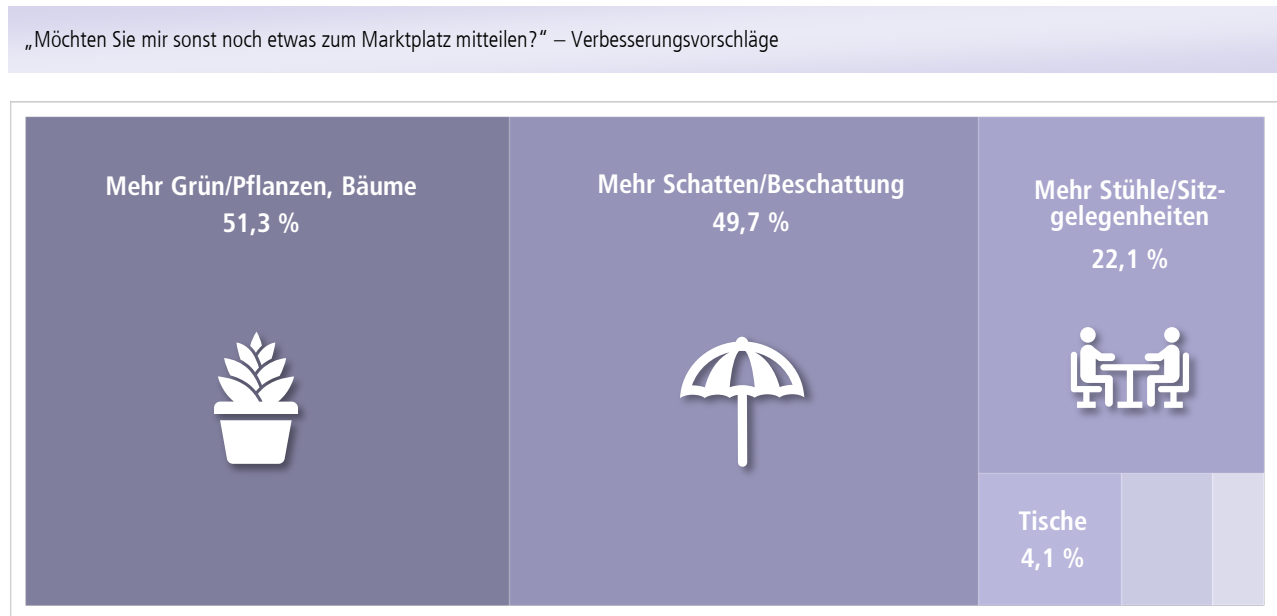 „Möchten Sie mir sonst noch etwas zum Marktplatz mitteilen?“ – Verbesserungsvorschläge
Mehr Grün/Pflanzen, Bäume
51,3 %
Mehr Schatten/Beschattung
49,7 %
Mehr Stühle/Sitz-
gelegenheiten
22,1 %
Tische
4,1 %